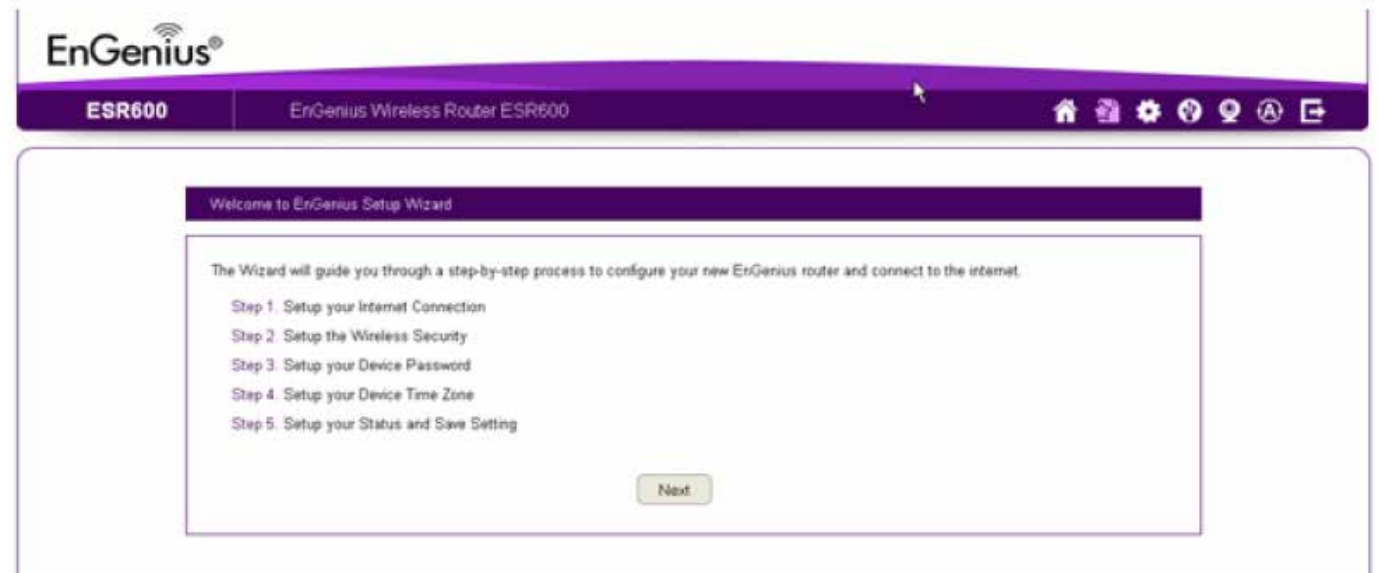 EnGenius®
ESR600
EnGenius Wireless Router ESR600
Welcome to EnGenius Setup Wizard
The Wizard will guide you through a step-by-step process to configure your new EnGenius router and connect to the internet.
Step 1. Setup your Internet Connection
Step 2. Setup the Wireless Security
Step 3. Setup your Device Password
Step 4. Setup your Device Time Zone
Step 5. Setup your Status and Save Setting
Next